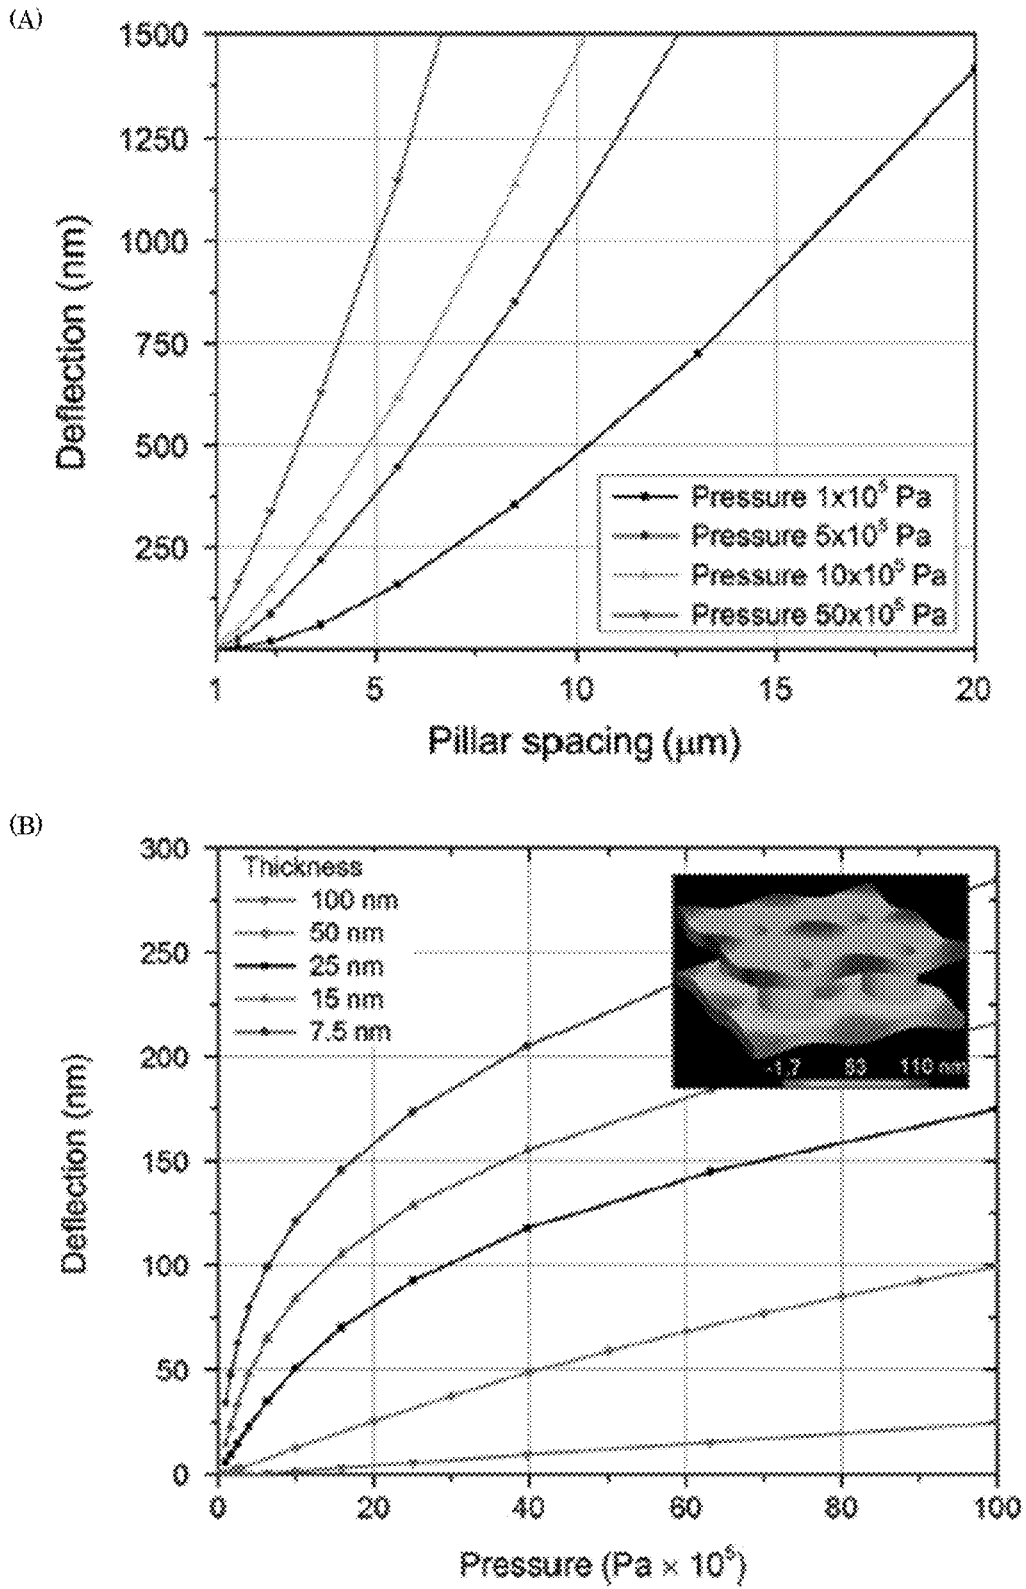 (A)
1500
1250
1000
750
500
250
Deflection (nm)
Pressure 1x10⁵ Pa
Pressure 5x10⁵ Pa
Pressure 10x10⁵ Pa
Pressure 50x10⁵ Pa
1 5 10 15 20
Pillar spacing (μm)
(B)
300
250
200
150
100
50
0
Deflection (nm)
Thickness
100 nm
50 nm
25 nm
15 nm
7.5 nm
-1.7 53 110 nm
0 20 40 60 80 100
Pressure (Pa × 10⁵)